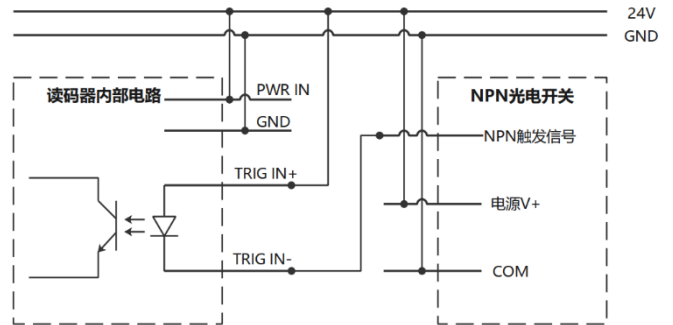 24V
GND
读码器内部电路
PWR IN
NPN光电开关
GND
NPN触发信号
TRIG IN+
电源V+
TRIG IN-
COM